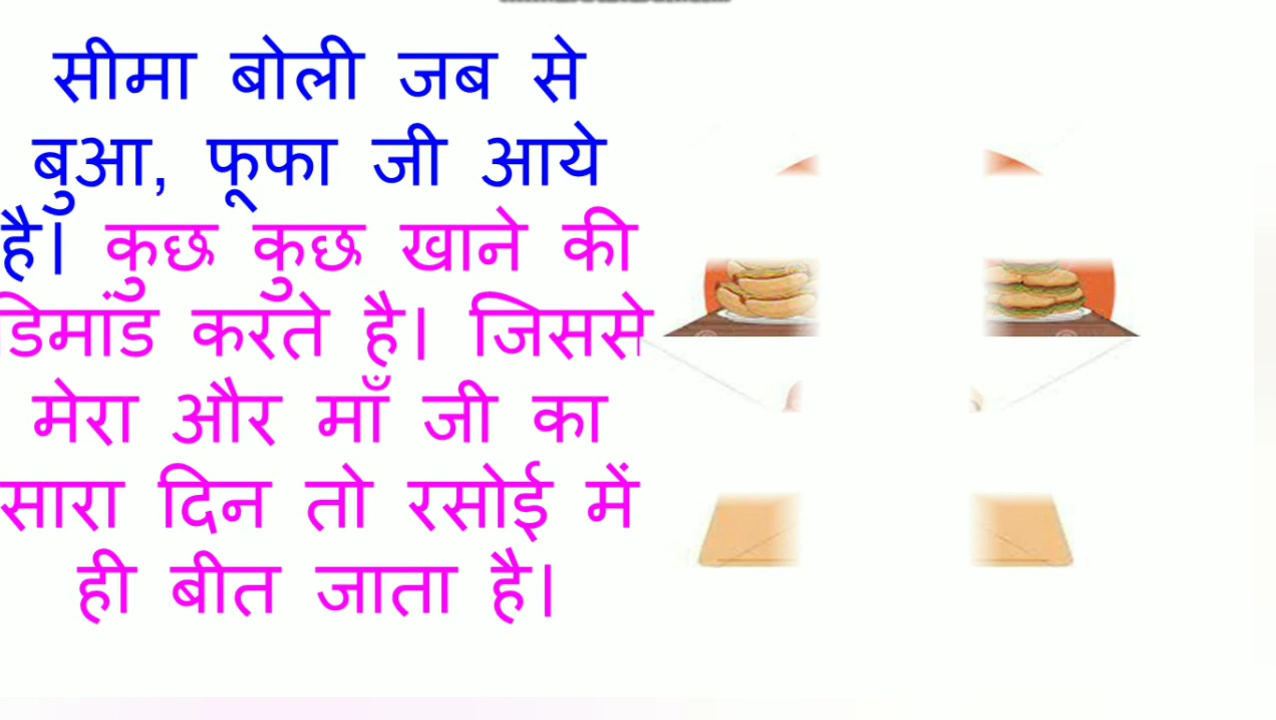 सीमा बोली जब से
बुआ, फूफा जी आये
है। कुछ कुछ खाने की
डिमांड करते है। जिससे
मेरा और माँ जी का
सारा दिन तो रसोई में
ही बीत जाता है।